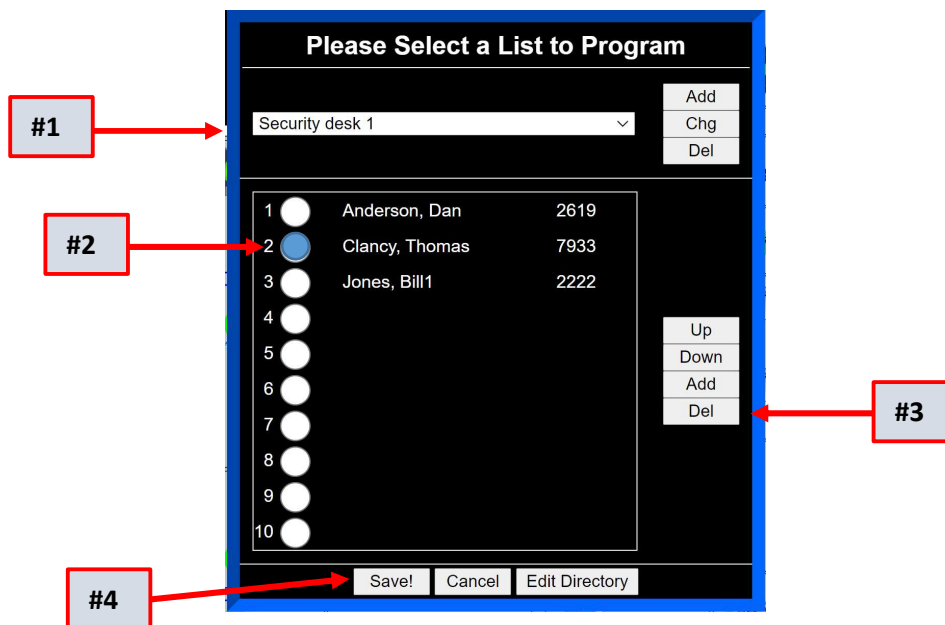 Please Select a List to Program
Add
#1
Security desk 1
Chg
Del
1 Anderson, Dan 2619
#2
2 Clancy, Thomas 7933
3 Jones, Bill1 2222
4
Up
5
Down
6
Add
Del
#3
7
8
9
10
Save! Cancel Edit Directory
#4